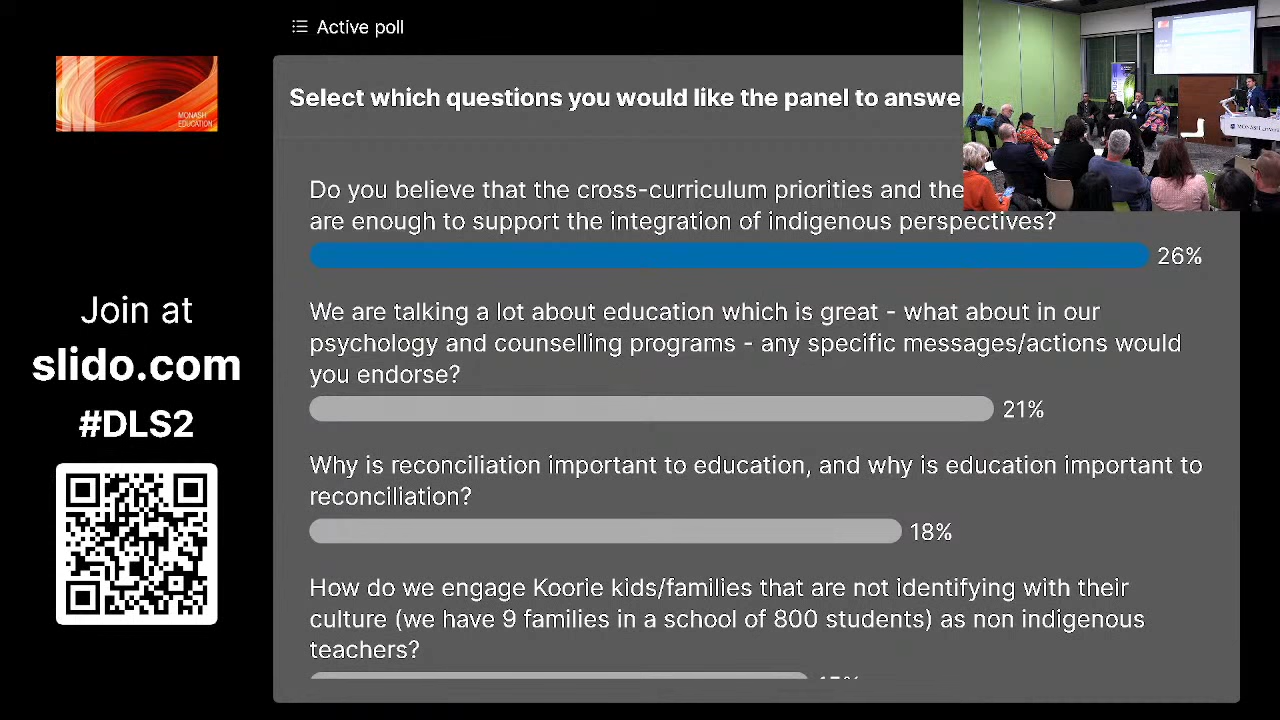 Active poll
Select which questions you would like the panel to answe
MONASH
EDUCATION
Do you believe that the cross-curriculum priorities and the
are enough to support the integration of indigenous perspectives?
26%
We are talking a lot about education which is great - what about in our
psychology and counselling programs - any specific messages/actions would
you endorse?
21%
Why is reconciliation important to education, and why is education important to
reconciliation?
18%
How do we engage Koorie kids/families that are not identifying with their
culture (we have 9 families in a school of 800 students) as non indigenous
teachers?
Join at
slido.com
#DLS2